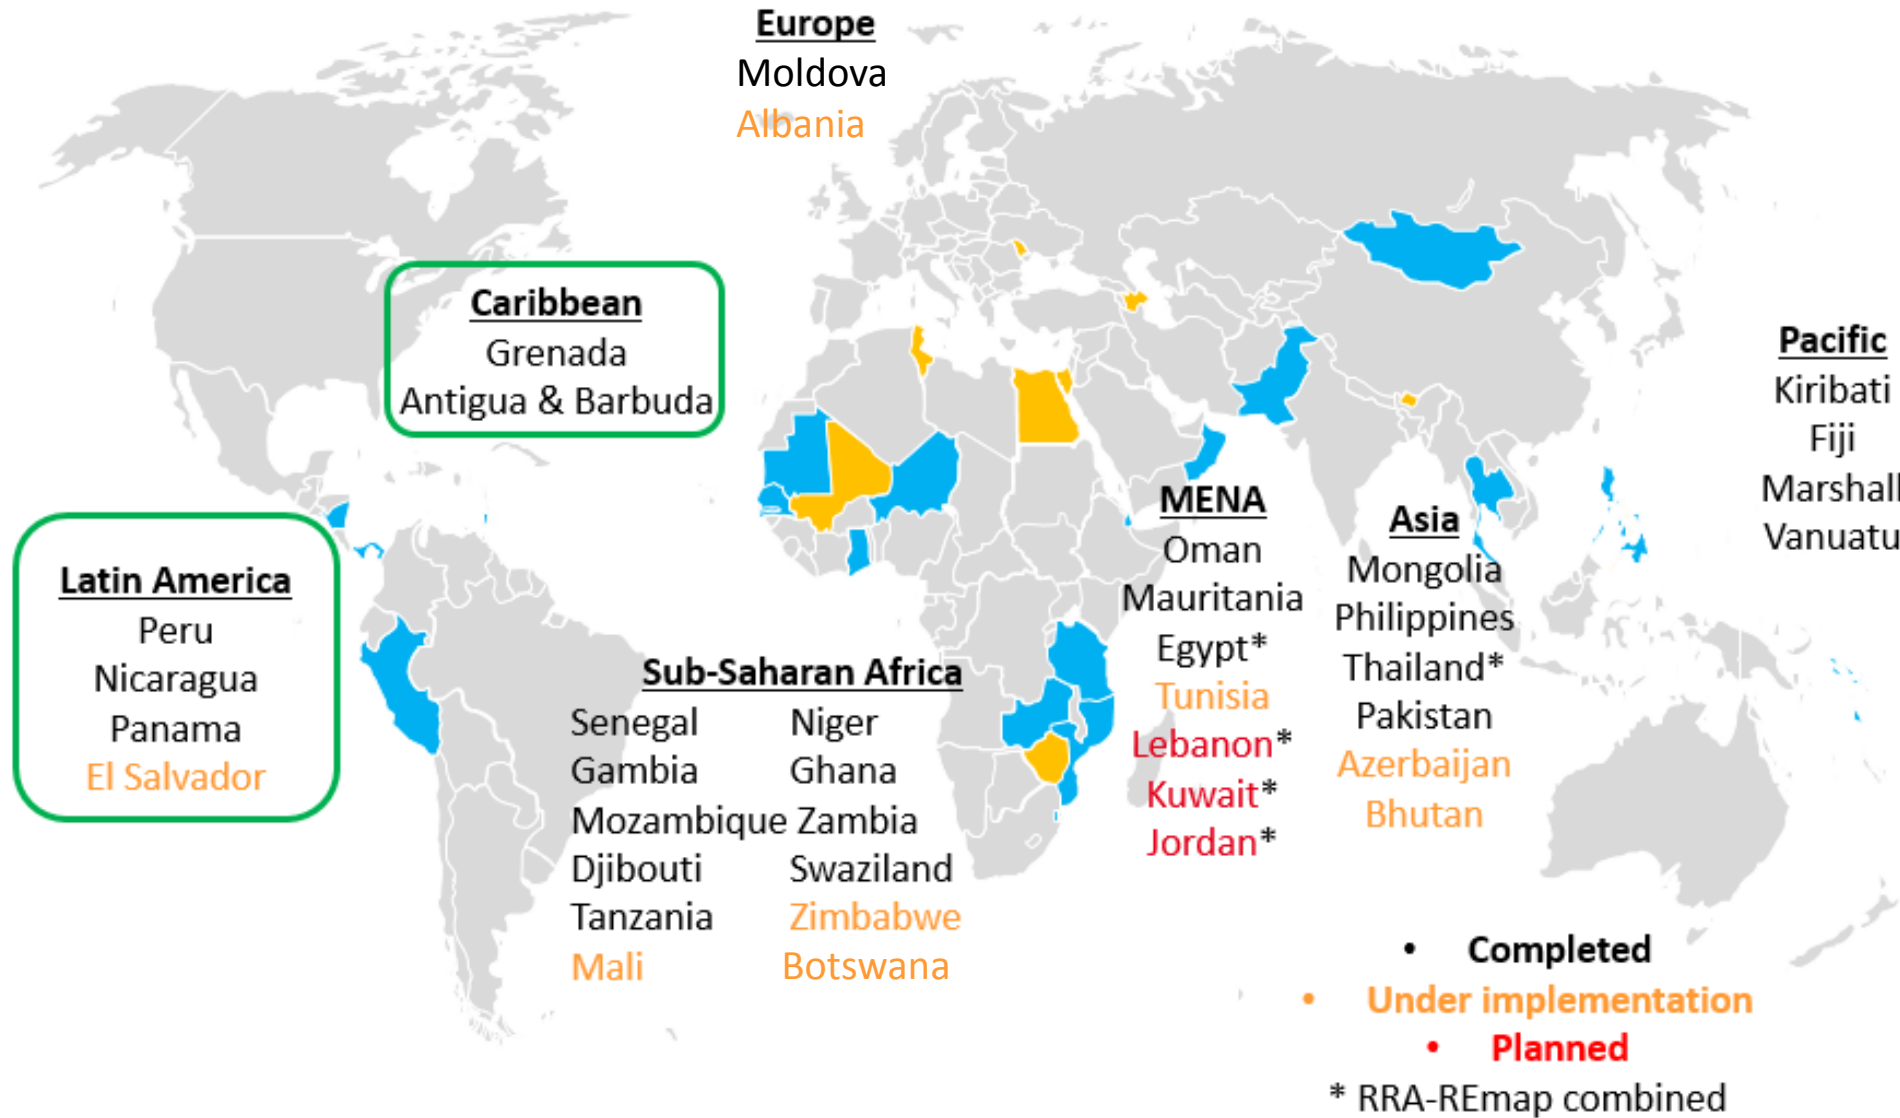 Europe
Moldova
Albania
Caribbean
Grenada
Antigua & Barbuda
Pacific
Kiribati
Fiji
Marshall
Vanuatu
Latin America
Peru
Nicaragua
Panama
El Salvador
Sub-Saharan Africa
Senegal Niger
Gambia Ghana
Mozambique Zambia
Djibouti Swaziland
Tanzania Zimbabwe
Mali Botswana
MENA
Oman
Mauritania
Egypt*
Tunisia
Lebanon*
Kuwait*
Jordan*
Asia
Mongolia
Philippines
Thailand*
Pakistan
Azerbaijan
Bhutan
• Completed
• Under implementation
• Planned
* RRA-REmap combined